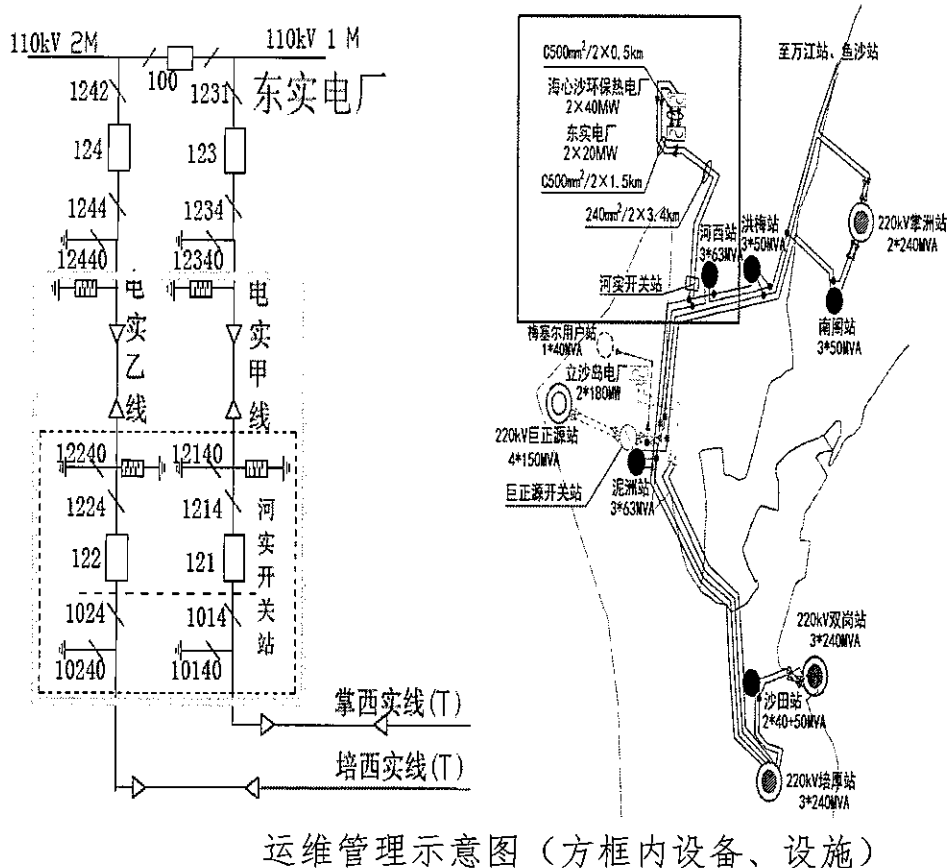 110kV 2M
110kV 1 M
100
东实电厂
1242
1231
124
123
1244
1234
12440
12340
电实乙线
电实甲线
12240
12140
1224
1214
122
121
河实开关站
1024
1014
10240
10140
掌西实线(T)
培西实线(T)
C500mm²/2×0.5km
海心沙环保热电厂
2×40MW
东实电厂
2×20MW
C500mm²/2×1.5km
240mm²/2×3.4km
河西站
3*63MVA
洪梅站
3*50MVA
河实开关站
至万江站、鱼沙站
220kV掌洲站
2*240MVA
南阁站
3*50MVA
梅塞尔用户站
1*40MVA
立沙岛电厂
2*180MW
220kV巨正源站
4*150MVA
巨正源开关站
泥洲站
3*63MVA
220kV双岗站
3*240MVA
沙田站
2*40+50MVA
220kV培厚站
3*240MVA
运维管理示意图（方框内设备、设施）